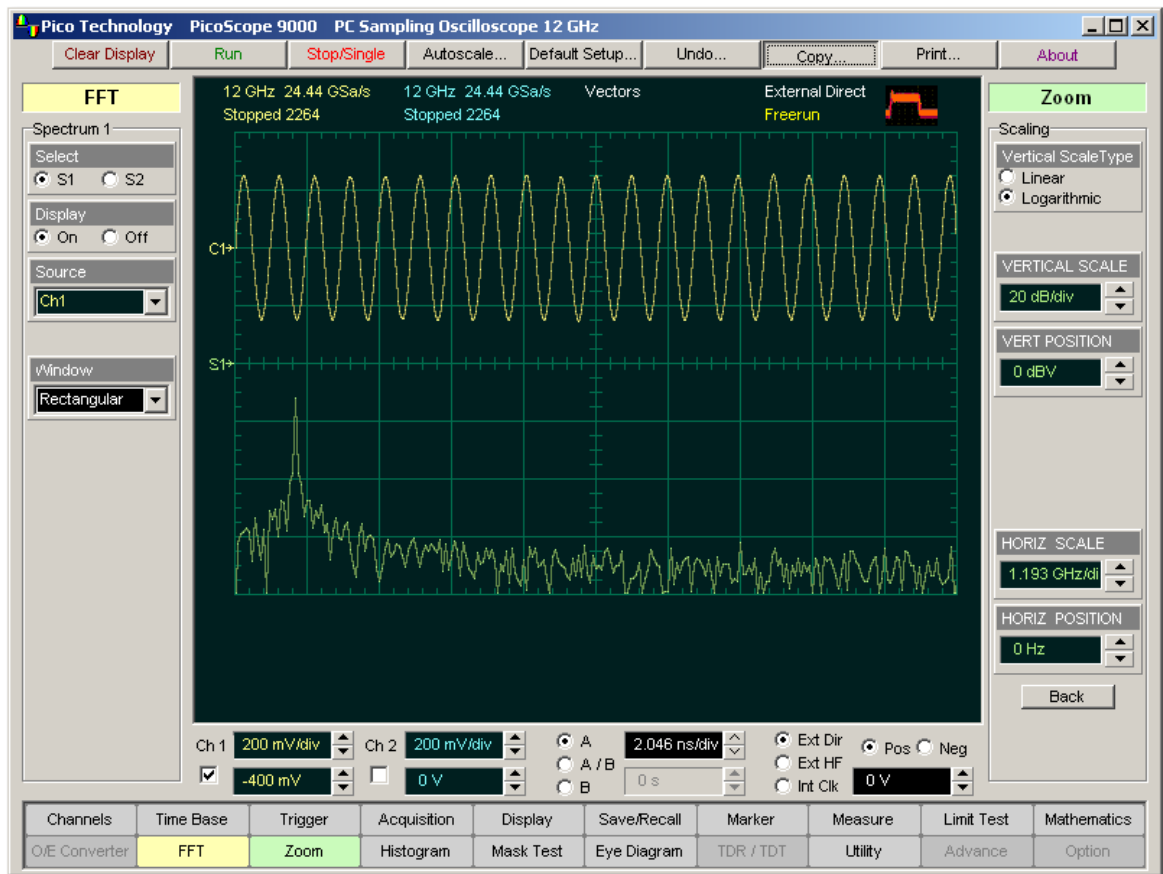 Pico Technology PicoScope 9000 PC Sampling Oscilloscope 12 GHz
Clear Display Run Stop/Single Autoscale... Default Setup... Undo... Copy... Print... About
FFT
Spectrum 1
Select
S1 S2
Display
On Off
Source
Ch1
Window
Rectangular
12 GHz 24.44 GSa/s 12 GHz 24.44 GSa/s Vectors External Direct
Stopped 2264 Stopped 2264 Freerun
C1
S1
Zoom
Scaling
Vertical ScaleType
Linear
Logarithmic
VERTICAL SCALE
20 dB/div
VERT POSITION
0 dBV
HORIZ SCALE
1.193 GHz/di
HORIZ POSITION
0 Hz
Back
Ch 1 200 mV/div Ch 2 200 mV/div A 2.046 ns/div Ext Dir Pos Neg
A / B Ext HF
-400 mV 0 V B 0 s Int Clk 0 V
Channels Time Base Trigger Acquisition Display Save/Recall Marker Measure Limit Test Mathematics
O/E Converter FFT Zoom Histogram Mask Test Eye Diagram TDR / TDT Utility Advance Option